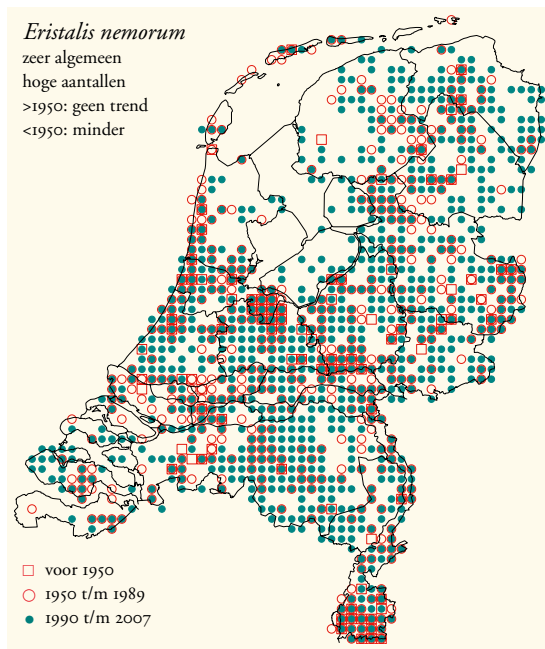 Eristalis nemorum
zeer algemeen
hoge aantallen
>1950: geen trend
<1950: minder
voor 1950
1950 t/m 1989
1990 t/m 2007